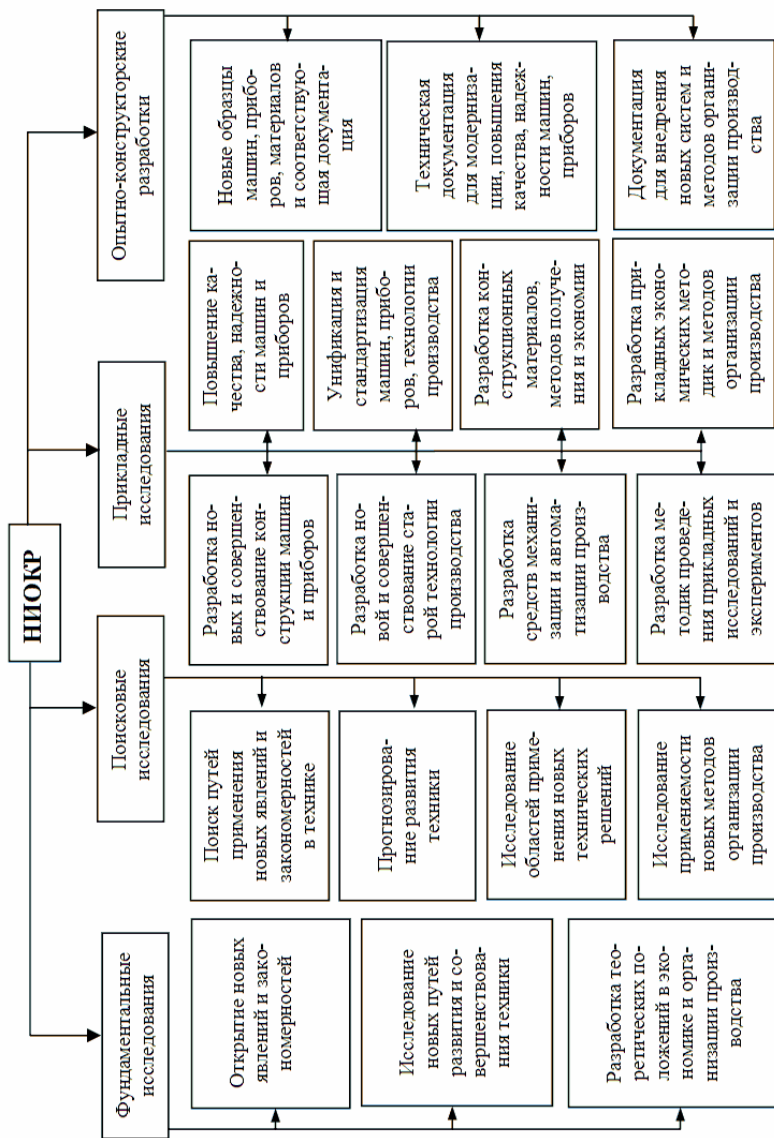 НИОКР
Фундаментальные
исследования
Открытие новых
явлений и зако-
номерностей
Исследование
новых путей
развития и со-
вершенствова-
ния техники
Разработка тео-
ретических по-
ложений в эко-
номике и орга-
низации произ-
водства
Поисковые
исследования
Поиск путей
применения
новых явлений и
закономерностей
в технике
Прогнозирова-
ние развития
техники
Исследование
областей приме-
нения новых
технических
решений
Исследование
применяемости
новых методов
организации
производства
Прикладные
исследования
Разработка но-
вых и совершен-
ствование кон-
струкции машин
и приборов
Разработка но-
вой и совершен-
ствование ста-
рой технологии
производства
Разработка
средств механи-
зации и автома-
тизации произ-
водства
Разработка ме-
тодик проведе-
ния прикладных
исследований и
экспериментов
Повышение ка-
чества, надежно-
сти машин и
приборов
Унификация и
стандартизация
машин, прибо-
ров, технологии
производства
Разработка кон-
струкционных
материалов,
методов получе-
ния и экономии
Разработка при-
кладных эконо-
мических мето-
дик и методов
организации
производства
Опытно-конструкторские
разработки
Новые образцы
машин, прибо-
ров, материалов
и соответствую-
щая документа-
ция
Техническая
документация
для модерниза-
ции, повышения
качества, надеж-
ности машин,
приборов
Документация
для внедрения
новых систем и
методов органи-
зации производ-
ства